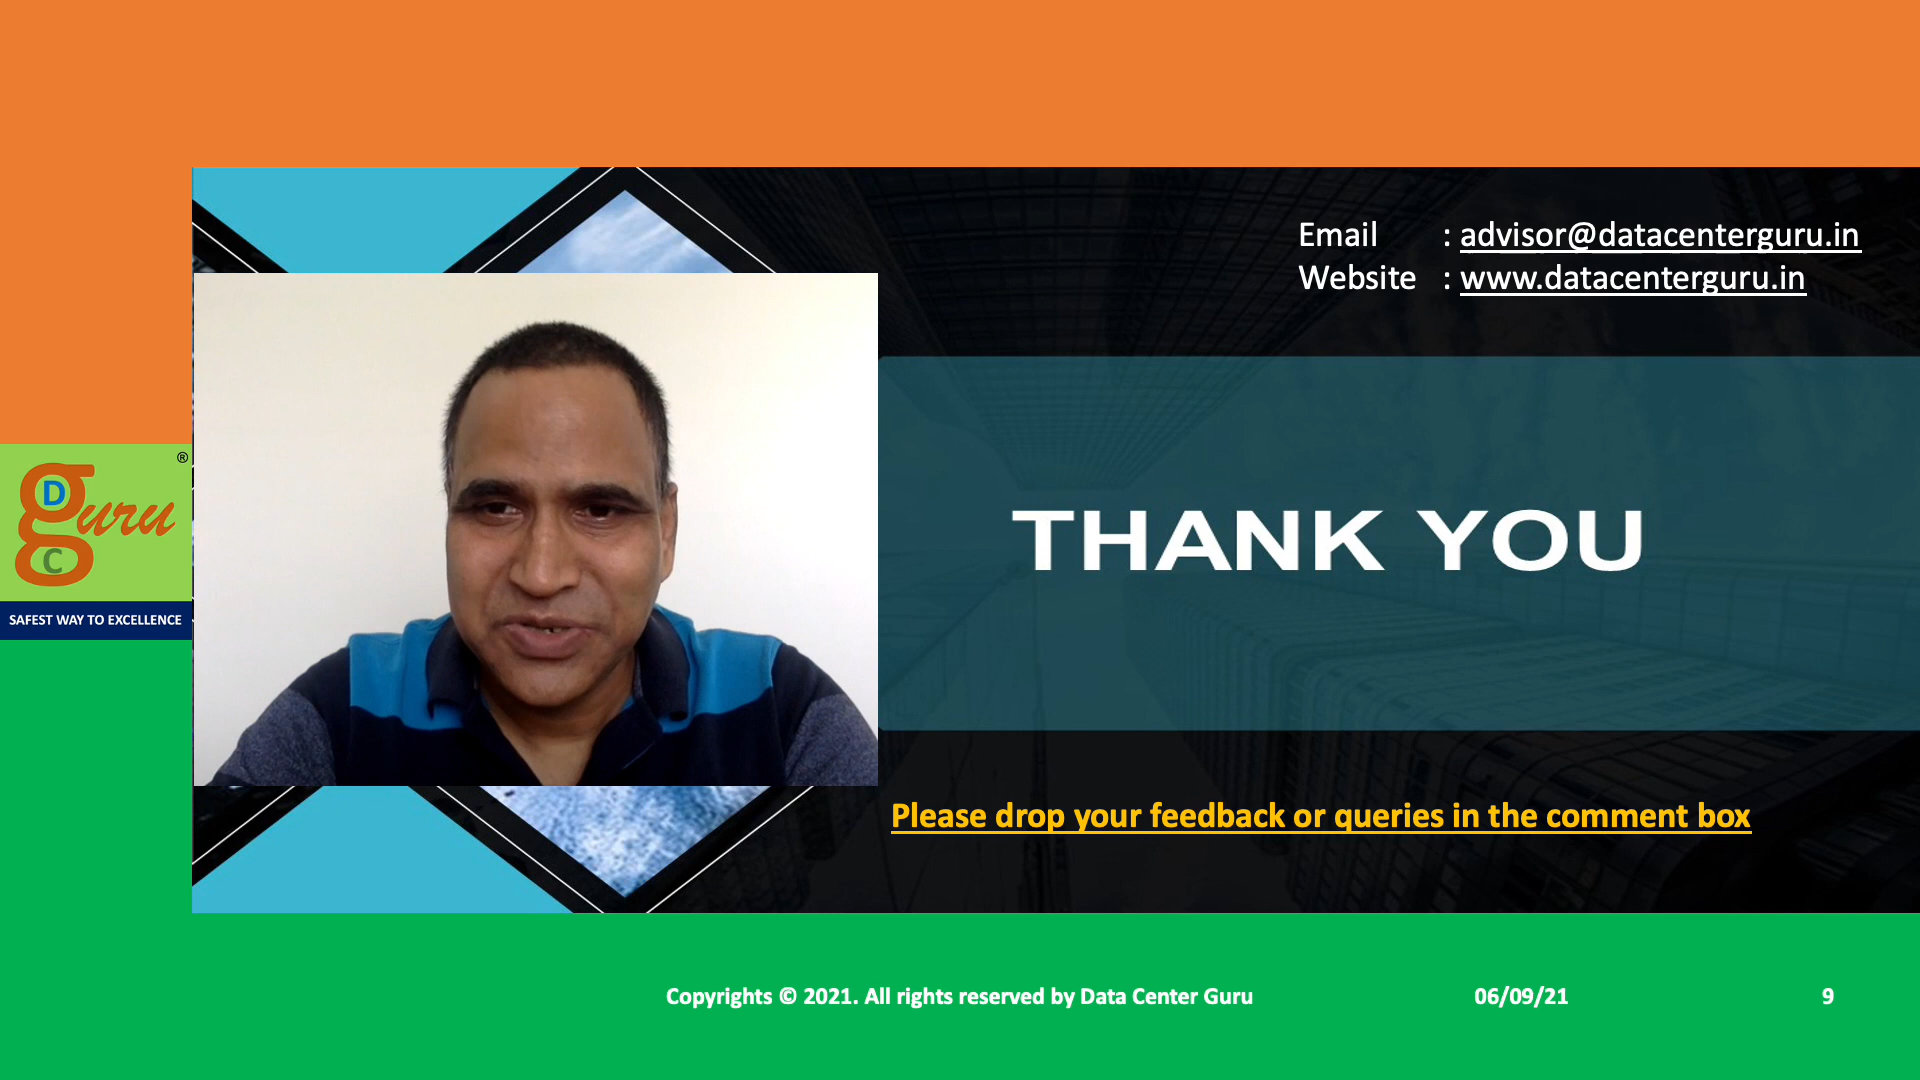 Email : advisor@datacenterguru.in
Website : www.datacenterguru.in
®
D
guru
C
SAFEST WAY TO EXCELLENCE
THANK YOU
Please drop your feedback or queries in the comment box
Copyrights © 2021. All rights reserved by Data Center Guru 06/09/21 9